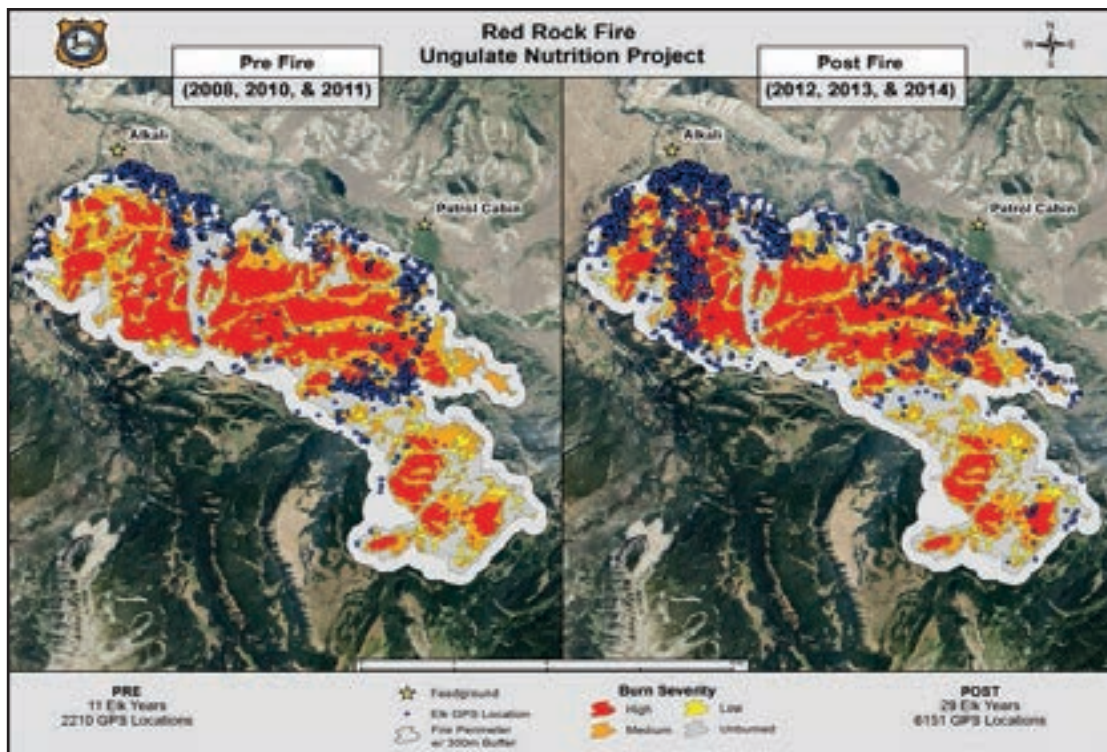 Red Rock Fire
Ungulate Nutrition Project
Pre Fire
(2008, 2010, & 2011)
Post Fire
(2012, 2013, & 2014)
N
W
E
S
Alkali
Patrol Cabin
Alkali
Patrol Cabin
PRE
11 Elk Years
2210 GPS Locations
Feedground
Elk GPS Location
Fire Perimeter
w/ 300m Buffer
Burn Severity
High
Low
Medium
Unburned
POST
29 Elk Years
6151 GPS Locations